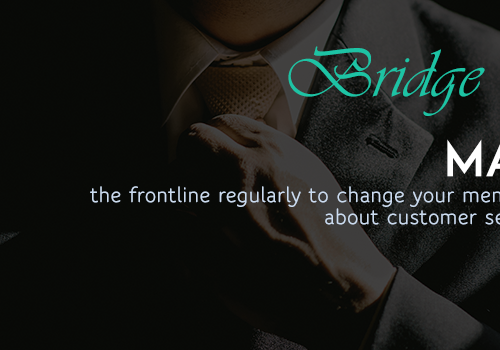 Bridge
MA
the frontline regularly to change your men
about customer se